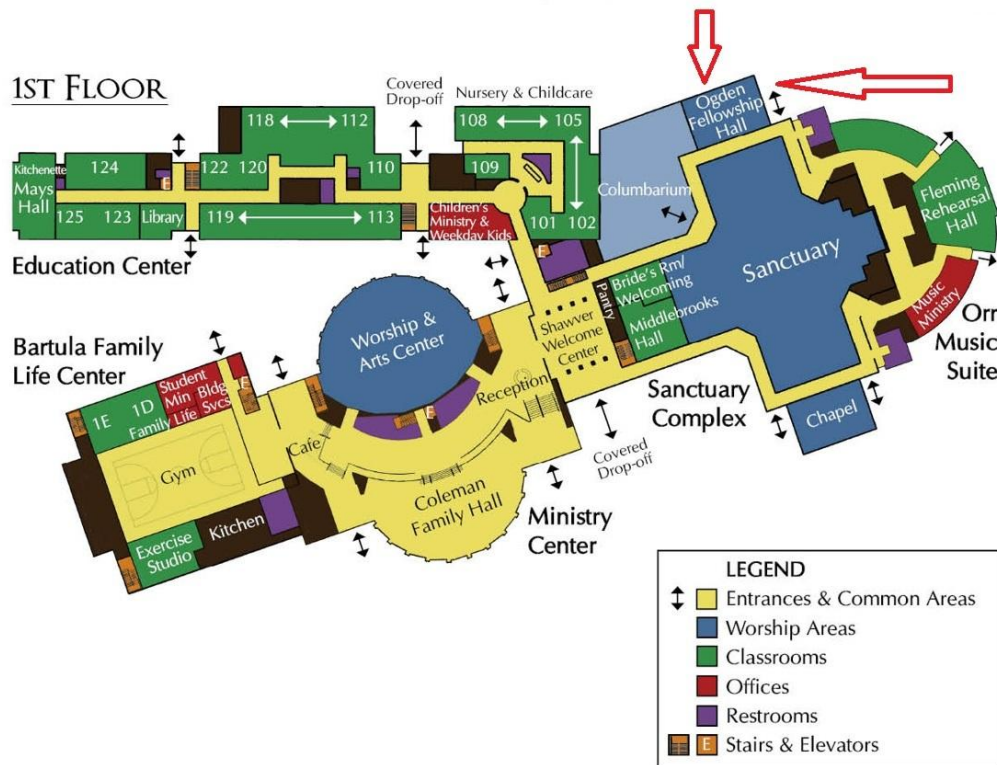 1ST FLOOR
Covered
Drop-off
Nursery & Childcare
118
112
108
105
Ogden
Fellowship
Hall
Kitchenette
124
E
122
120
110
109
Mays
Hall
Columbarium
Fleming
Rehearsal
Hall
125
123
Library
119
113
Children's
Ministry &
Weekday Kids
101
102
E
Education Center
Sanctuary
Bride's Rm/
Welcoming
Pantry
Middlebrooks
Hall
Music
Ministry
Orr
Music
Suite
Worship &
Arts Center
Shawver
Welcome
Center
Bartula Family
Life Center
Student
Min
Bldg
Svcs
Life
E
1E
1D
Family
Reception
E
Sanctuary
Complex
Chapel
Cafe
Gym
Covered
Drop-off
Coleman
Family Hall
Kitchen
Ministry
Center
Exercise
Studio
LEGEND
Entrances & Common Areas
Worship Areas
Classrooms
Offices
Restrooms
E Stairs & Elevators